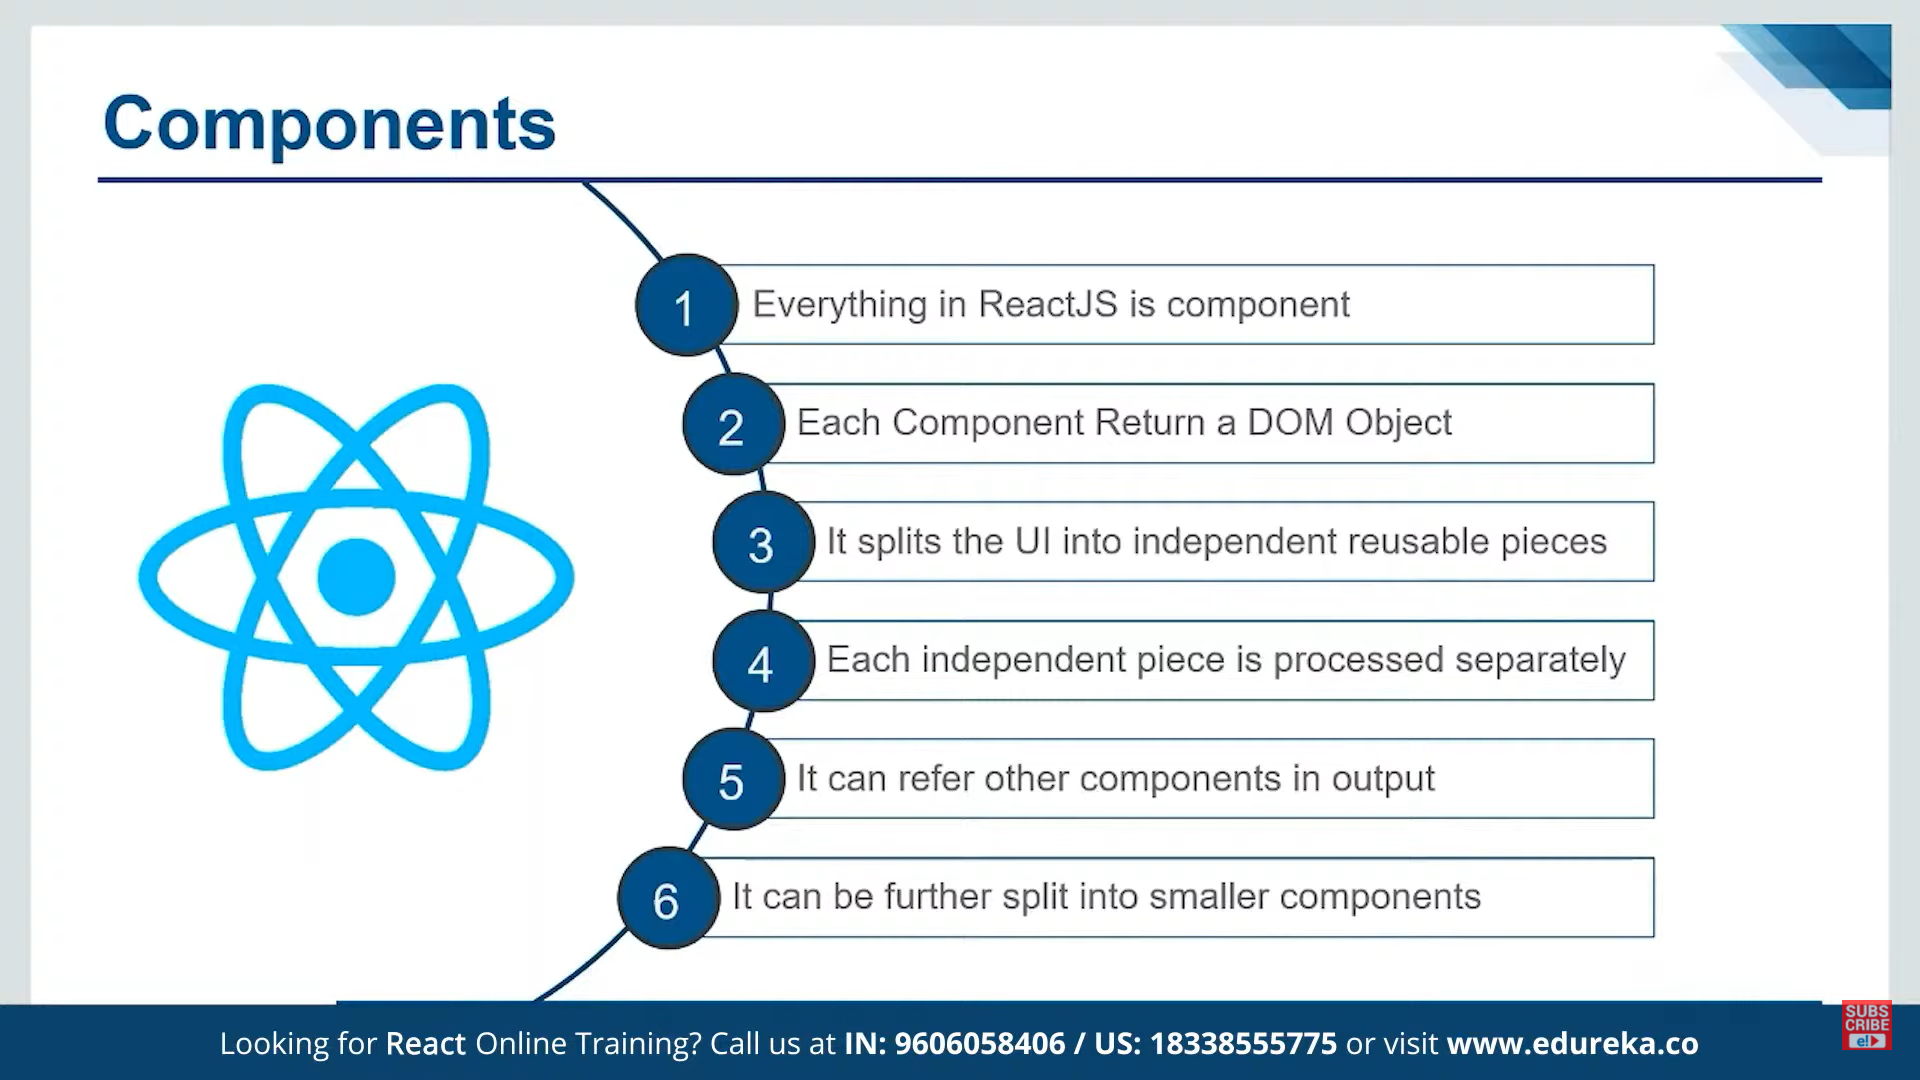 Components
1 Everything in ReactJS is component
2 Each Component Return a DOM Object
3 It splits the UI into independent reusable pieces
4 Each independent piece is processed separately
5 It can refer other components in output
6 It can be further split into smaller components
Looking for React Online Training? Call us at IN: 9606058406 / US: 18338555775 or visit www.edureka.co
SUBS
CRIBE
e!